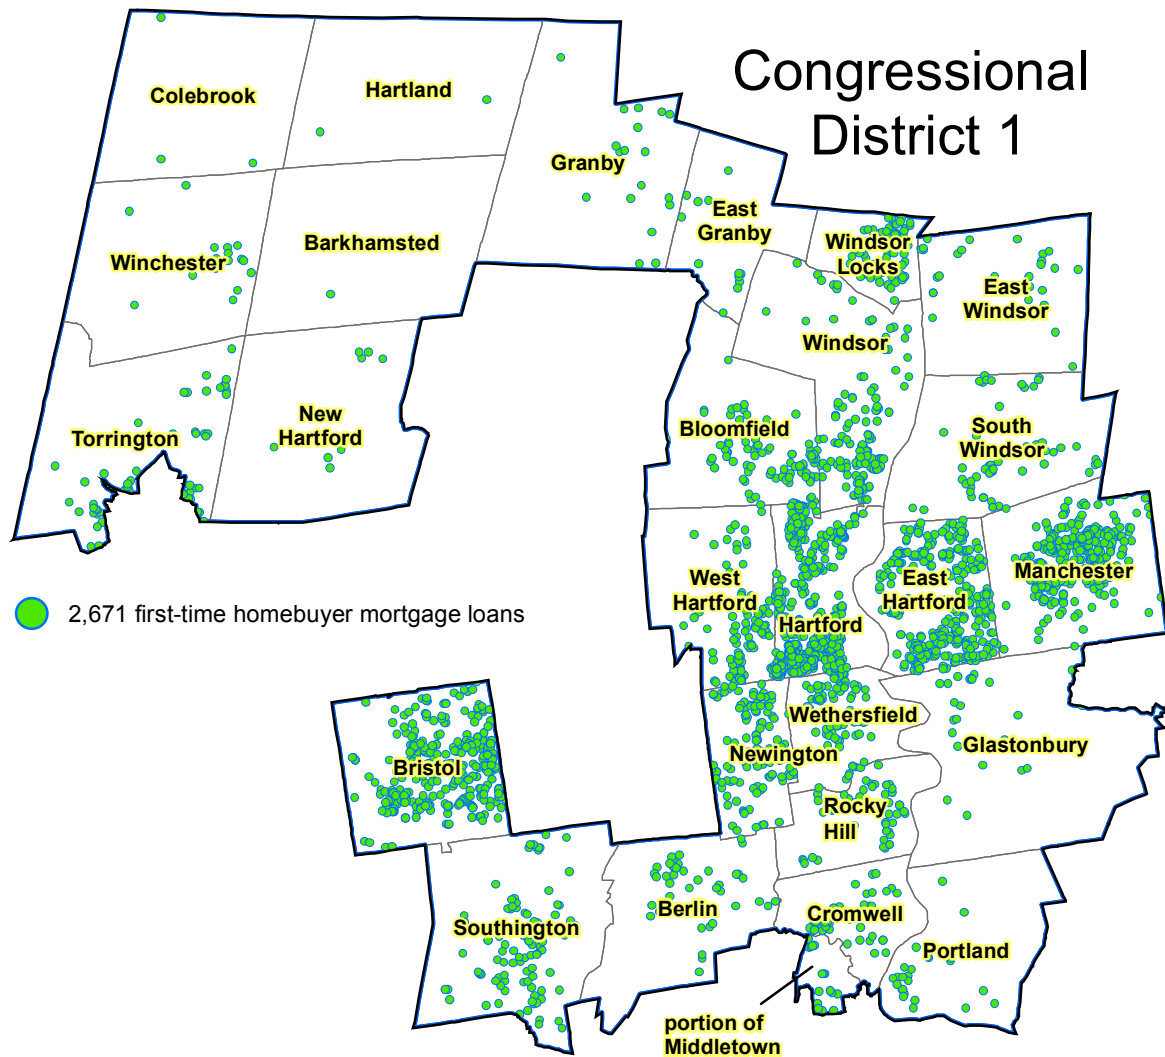 Congressional
District 1
Colebrook
Hartland
Granby
East
Granby
Windsor
Locks
East
Windsor
Winchester
Barkhamsted
Windsor
Torrington
New
Hartford
Bloomfield
South
Windsor
West
Hartford
Hartford
East
Hartford
Manchester
2,671 first-time homebuyer mortgage loans
Wethersfield
Newington
Glastonbury
Bristol
Rocky
Hill
Southington
Berlin
Cromwell
Portland
portion of
Middletown